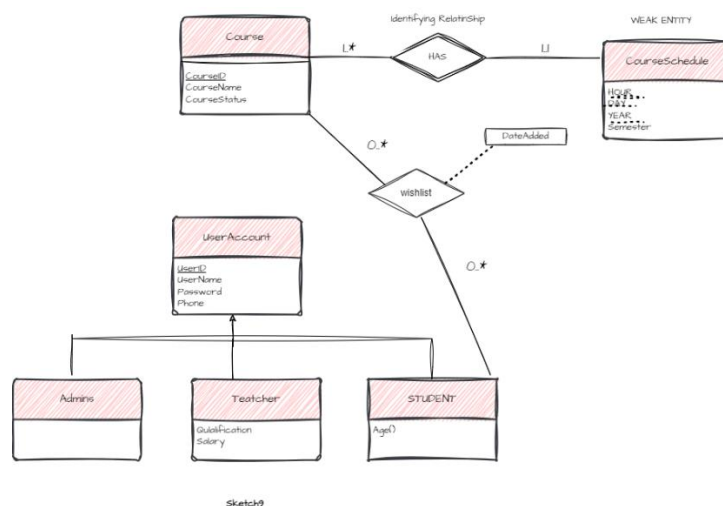 Identifying RelatinShip
WEAK ENTITY
Course
1..*
HAS
1..1
CourseSchedule
CourseID
CourseName
CourseStatus
HOUR
DAY
YEAR
Semester
0..*
DateAdded
wishlist
UserAccount
UserID
UserName
Password
Phone
0..*
Admins
Teatcher
STUDENT
Qulalification
Salary
Age()
Sketch9